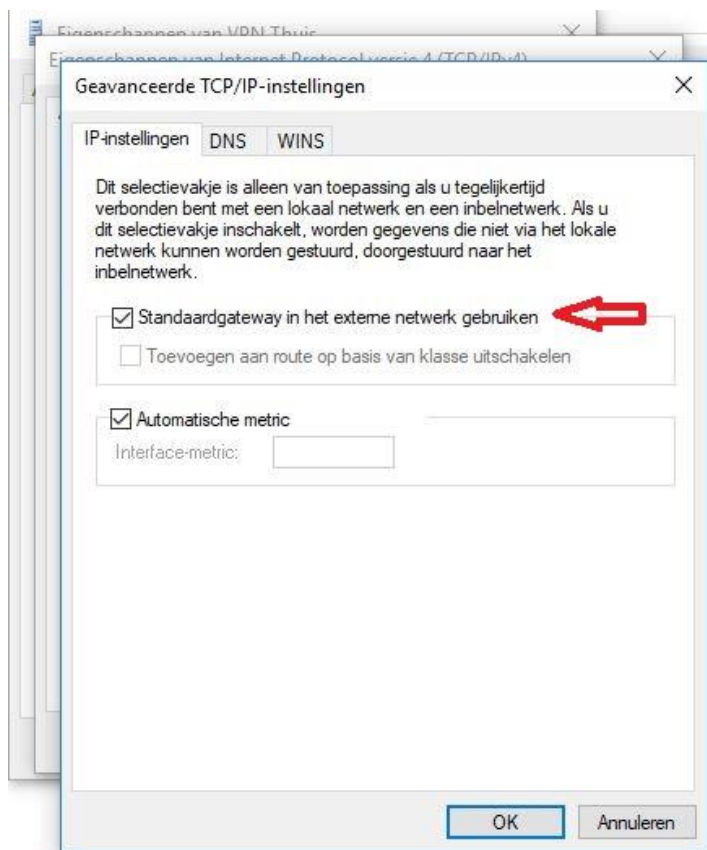 Eigenschappen van VPN Thuis
Eigenschappen van Internet Protocol versie 4 (TCP/IPv4)
Geavanceerde TCP/IP-instellingen
IP-instellingen DNS WINS
Dit selectievakje is alleen van toepassing als u tegelijkertijd
verbonden bent met een lokaal netwerk en een inbelnetwerk. Als u
dit selectievakje inschakelt, worden gegevens die niet via het lokale
netwerk kunnen worden gestuurd, doorgestuurd naar het
inbelnetwerk.
Standaardgateway in het externe netwerk gebruiken
Toevoegen aan route op basis van klasse uitschakelen
Automatische metric
Interface-metric:
OK Annuleren